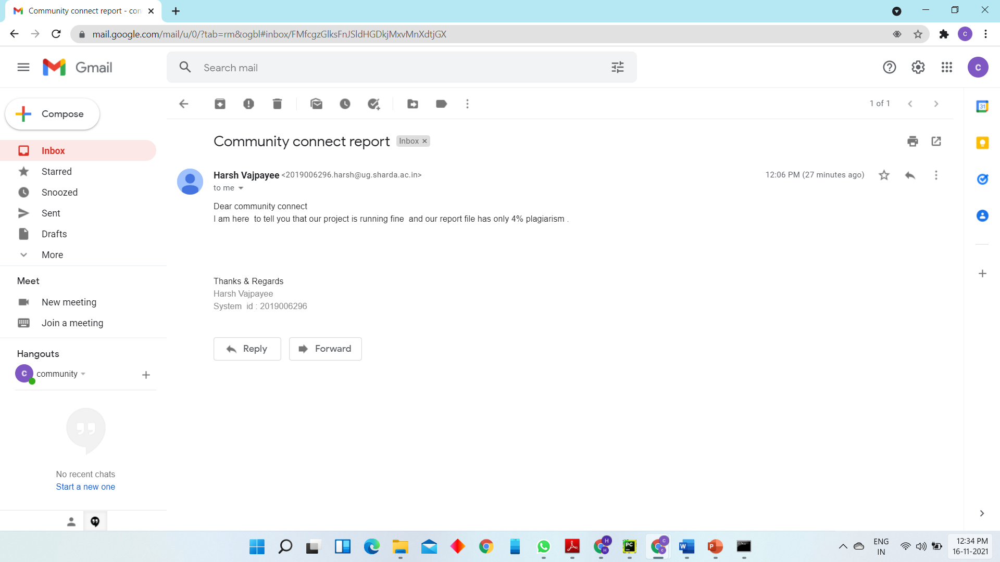 Community connect report - con
mail.google.com/mail/u/0/?tab=rm&ogbl#inbox/FMfcgzGlksFnJSldHGDkjMxvMnXdtjGX
C
Gmail
Search mail
C
Compose
1 of 1
31
Community connect report
Inbox ×
Inbox
Starred
Snoozed
Sent
Drafts
More
Harsh Vajpayee <2019006296.harsh@ug.sharda.ac.in>
12:06 PM (27 minutes ago)
to me
Dear community connect
I am here  to tell you that our project is running fine  and our report file has only 4% plagiarism .
Thanks & Regards
Harsh Vajpayee
System  id : 2019006296
Reply
Forward
Meet
New meeting
Join a meeting
Hangouts
C
community
No recent chats
Start a new one
H
H
PC
C
C
W
P
ENG
IN
12:34 PM
16-11-2021